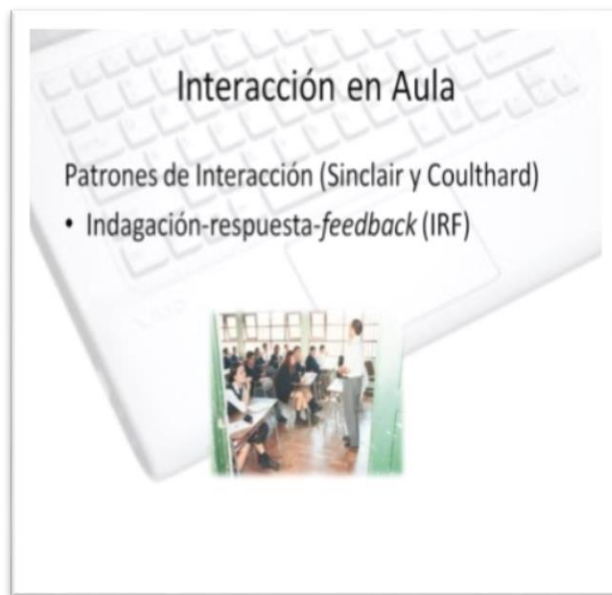 Interacción en Aula
Patrones de Interacción (Sinclair y Coulthard)
• Indagación-respuesta-feedback (IRF)